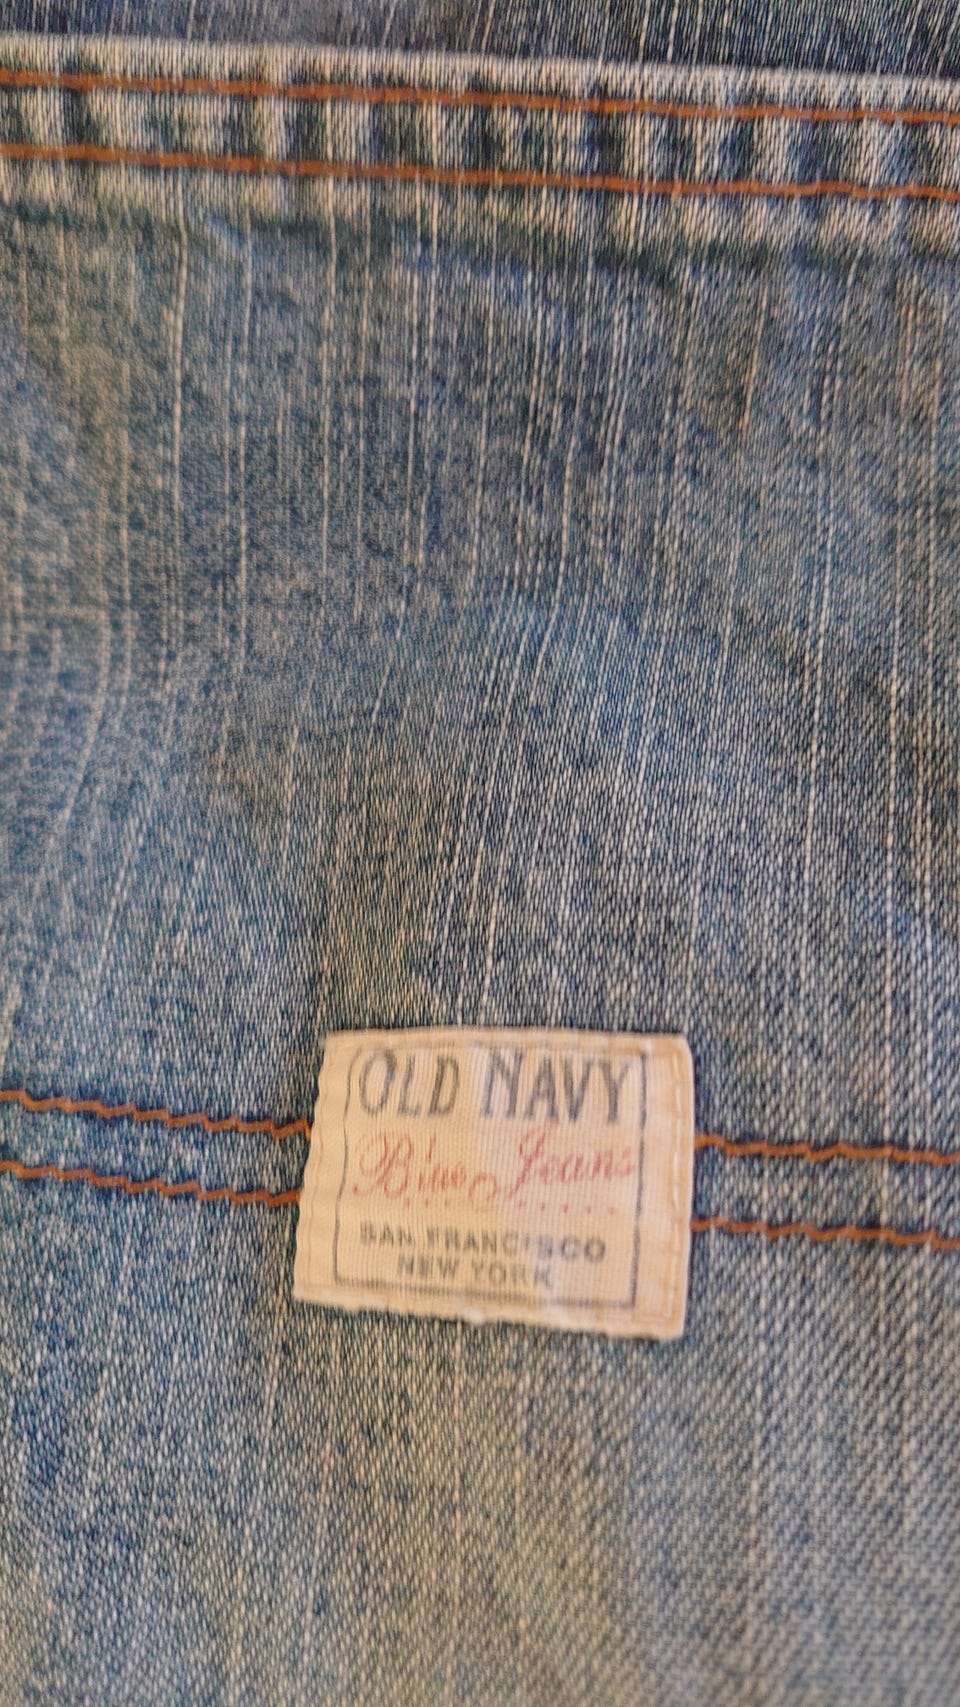 OLD NAVY
Blue Jeans
SAN FRANCISCO
NEW YORK